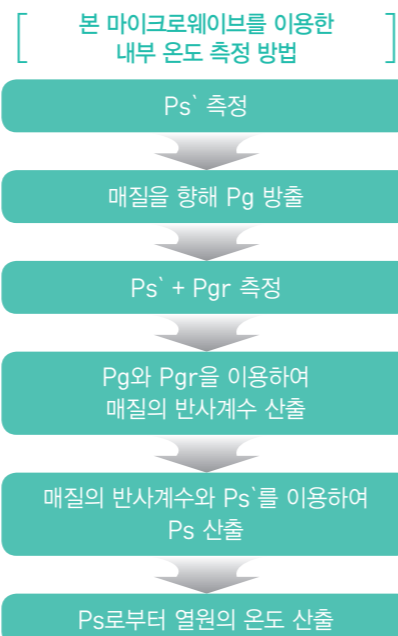 본 마이크로웨이브를 이용한
내부 온도 측정 방법
Ps` 측정
매질을 향해 Pg 방출
Ps` + Pgr 측정
Pg와 Pgr을 이용하여
매질의 반사계수 산출
매질의 반사계수와 Ps`를 이용하여
Ps 산출
Ps로부터 열원의 온도 산출